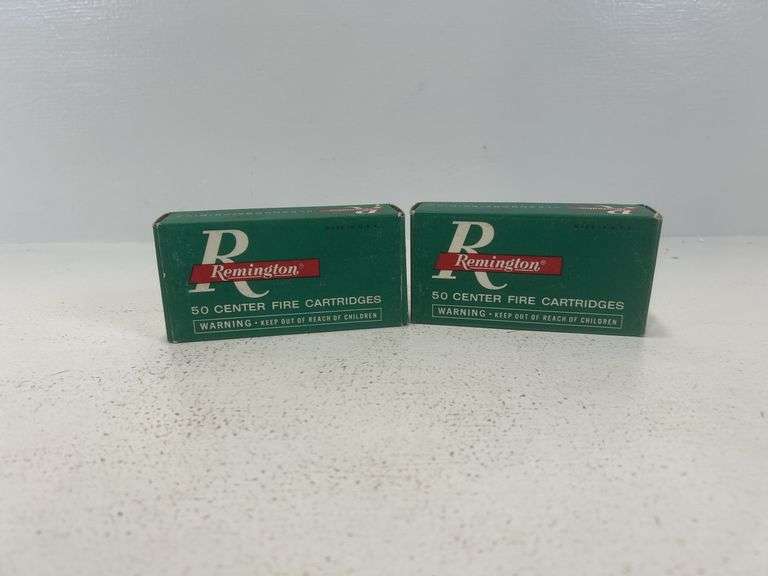 R
Remington®
50 CENTER FIRE CARTRIDGES
WARNING • KEEP OUT OF REACH OF CHILDREN
R
Remington®
50 CENTER FIRE CARTRIDGES
WARNING • KEEP OUT OF REACH OF CHILDREN